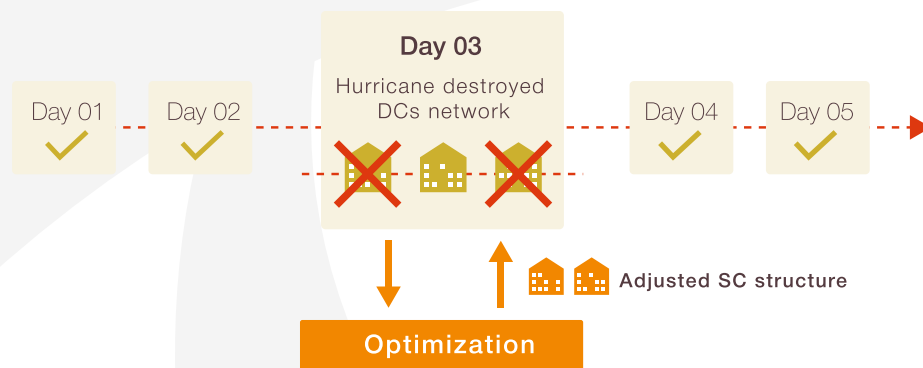 Day 01
Day 02
Day 03
Hurricane destroyed
DCs network
Day 04
Day 05
Adjusted SC structure
Optimization